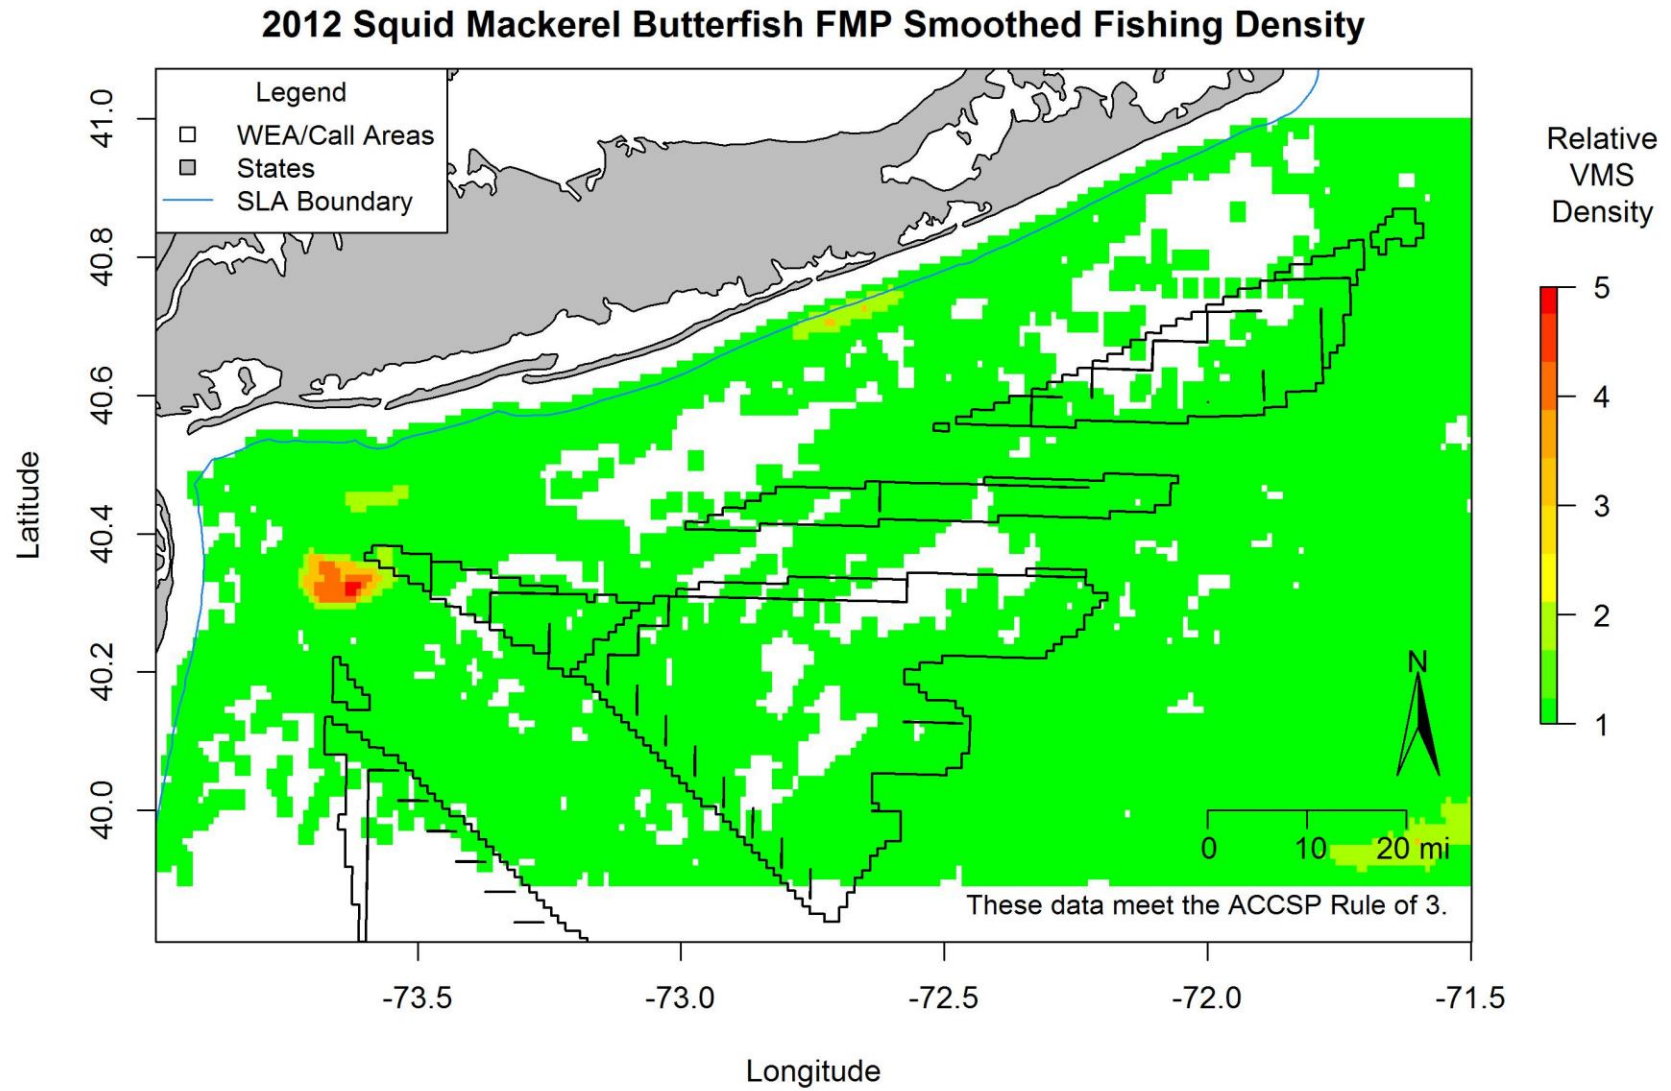 2012 Squid Mackerel Butterfish FMP Smoothed Fishing Density
Legend
WEA/Call Areas
States
SLA Boundary
Latitude
41.0
40.8
40.6
40.4
40.2
40.0
Relative
VMS
Density
5
4
3
2
1
N
0 10 20 mi
These data meet the ACCSP Rule of 3.
-73.5 -73.0 -72.5 -72.0 -71.5
Longitude